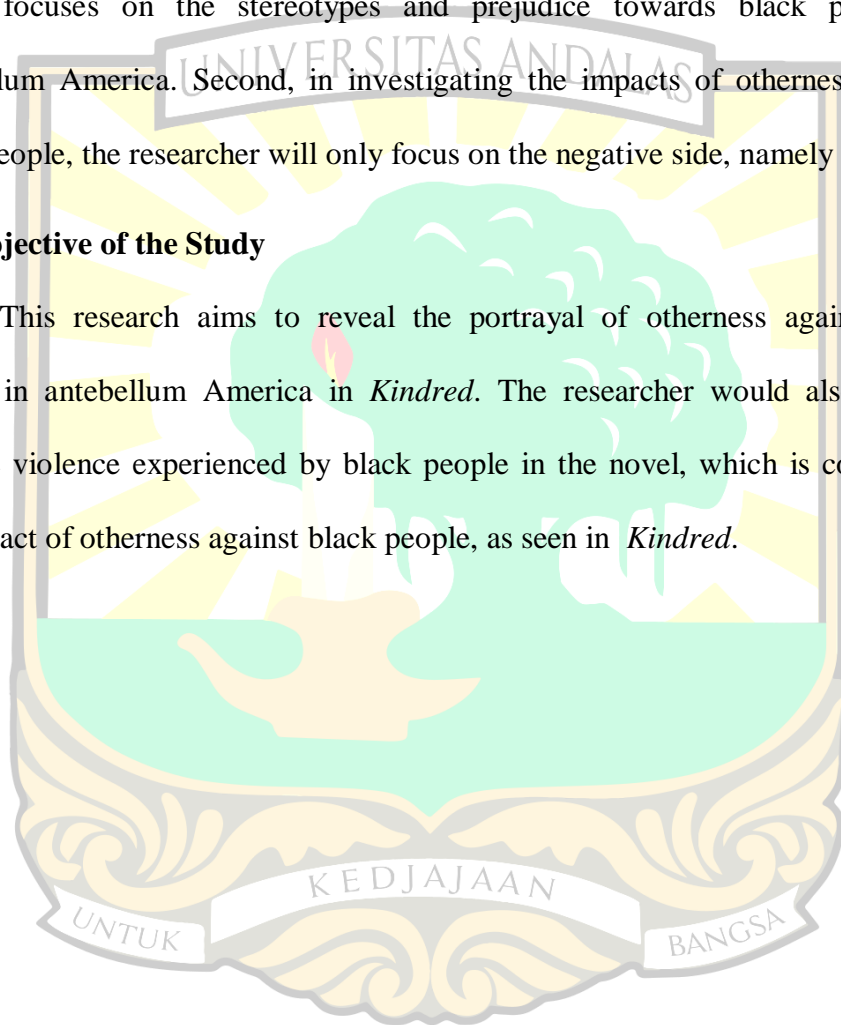 focuses on the stereotypes and prejudice towards black p
UNIVERSITAS ANDALAS
lum America. Second, in investigating the impacts of othernes
eople, the researcher will only focus on the negative side, namely
jective of the Study
This research aims to reveal the portrayal of otherness agai
in antebellum America in Kindred. The researcher would als
violence experienced by black people in the novel, which is co
act of otherness against black people, as seen in Kindred.
KEDJAJAAN
UNTUK BANGSA